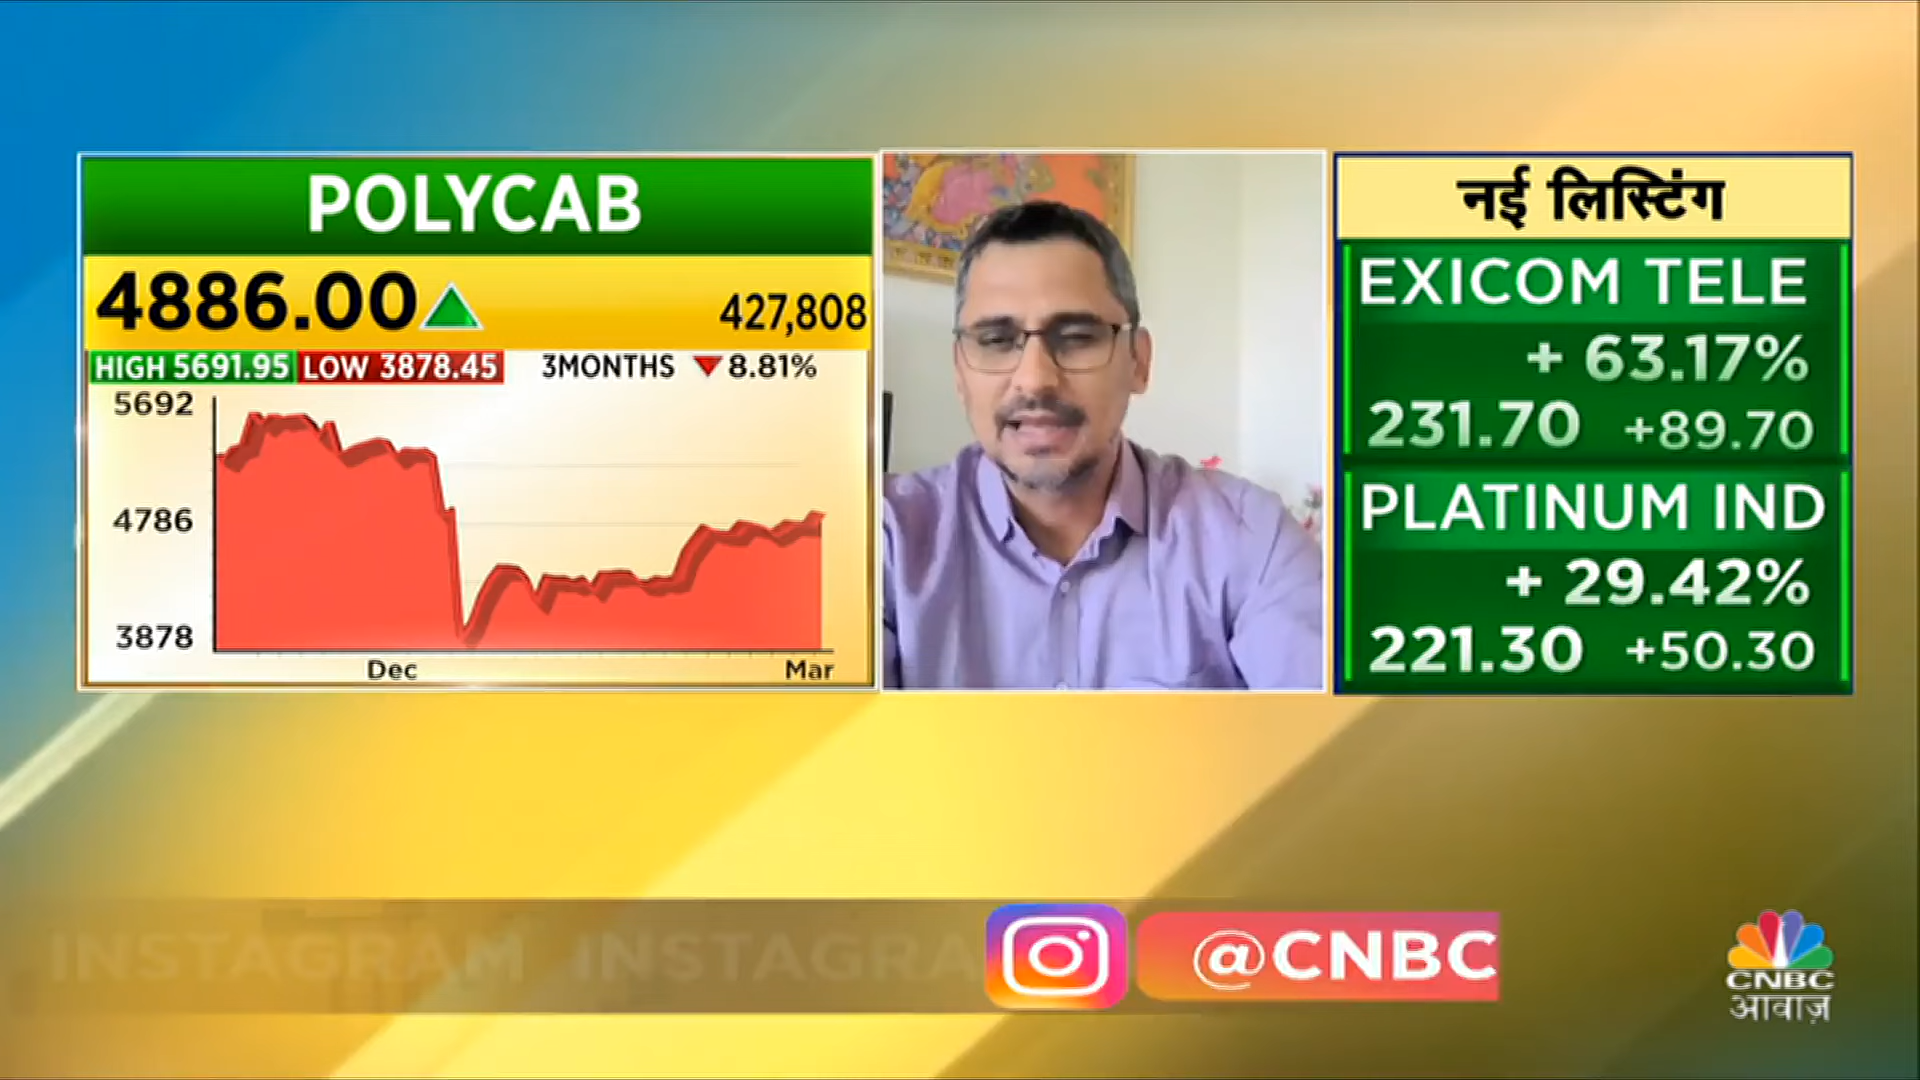 POLYCAB
4886.00 427,808
HIGH 5691.95 LOW 3878.45 3MONTHS 8.81%
5692
4786
3878
Dec Mar
नई लिस्टिंग
EXICOM TELE
+ 63.17%
231.70 +89.70
PLATINUM IND
+ 29.42%
221.30 +50.30
INSTAGRAM INSTAGRA
@CNBC
CNBC
आवाज़